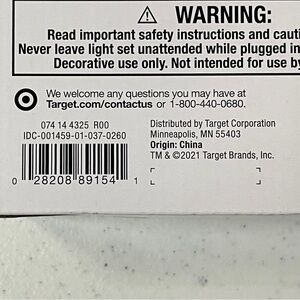 ⚠ WARNING:
Read important safety instructions and cauti
Never leave light set unattended while plugged in
Decorative use only. Not intended for use by
We welcome any questions you may have at
Target.com/contactus or 1-800-440-0680.
074 14 4325 R00
IDC-001459-01-037-0260
Distributed by Target Corporation
Minneapolis, MN 55403
Origin: China
TM & ©2021 Target Brands, Inc.
0 28208 89154 1